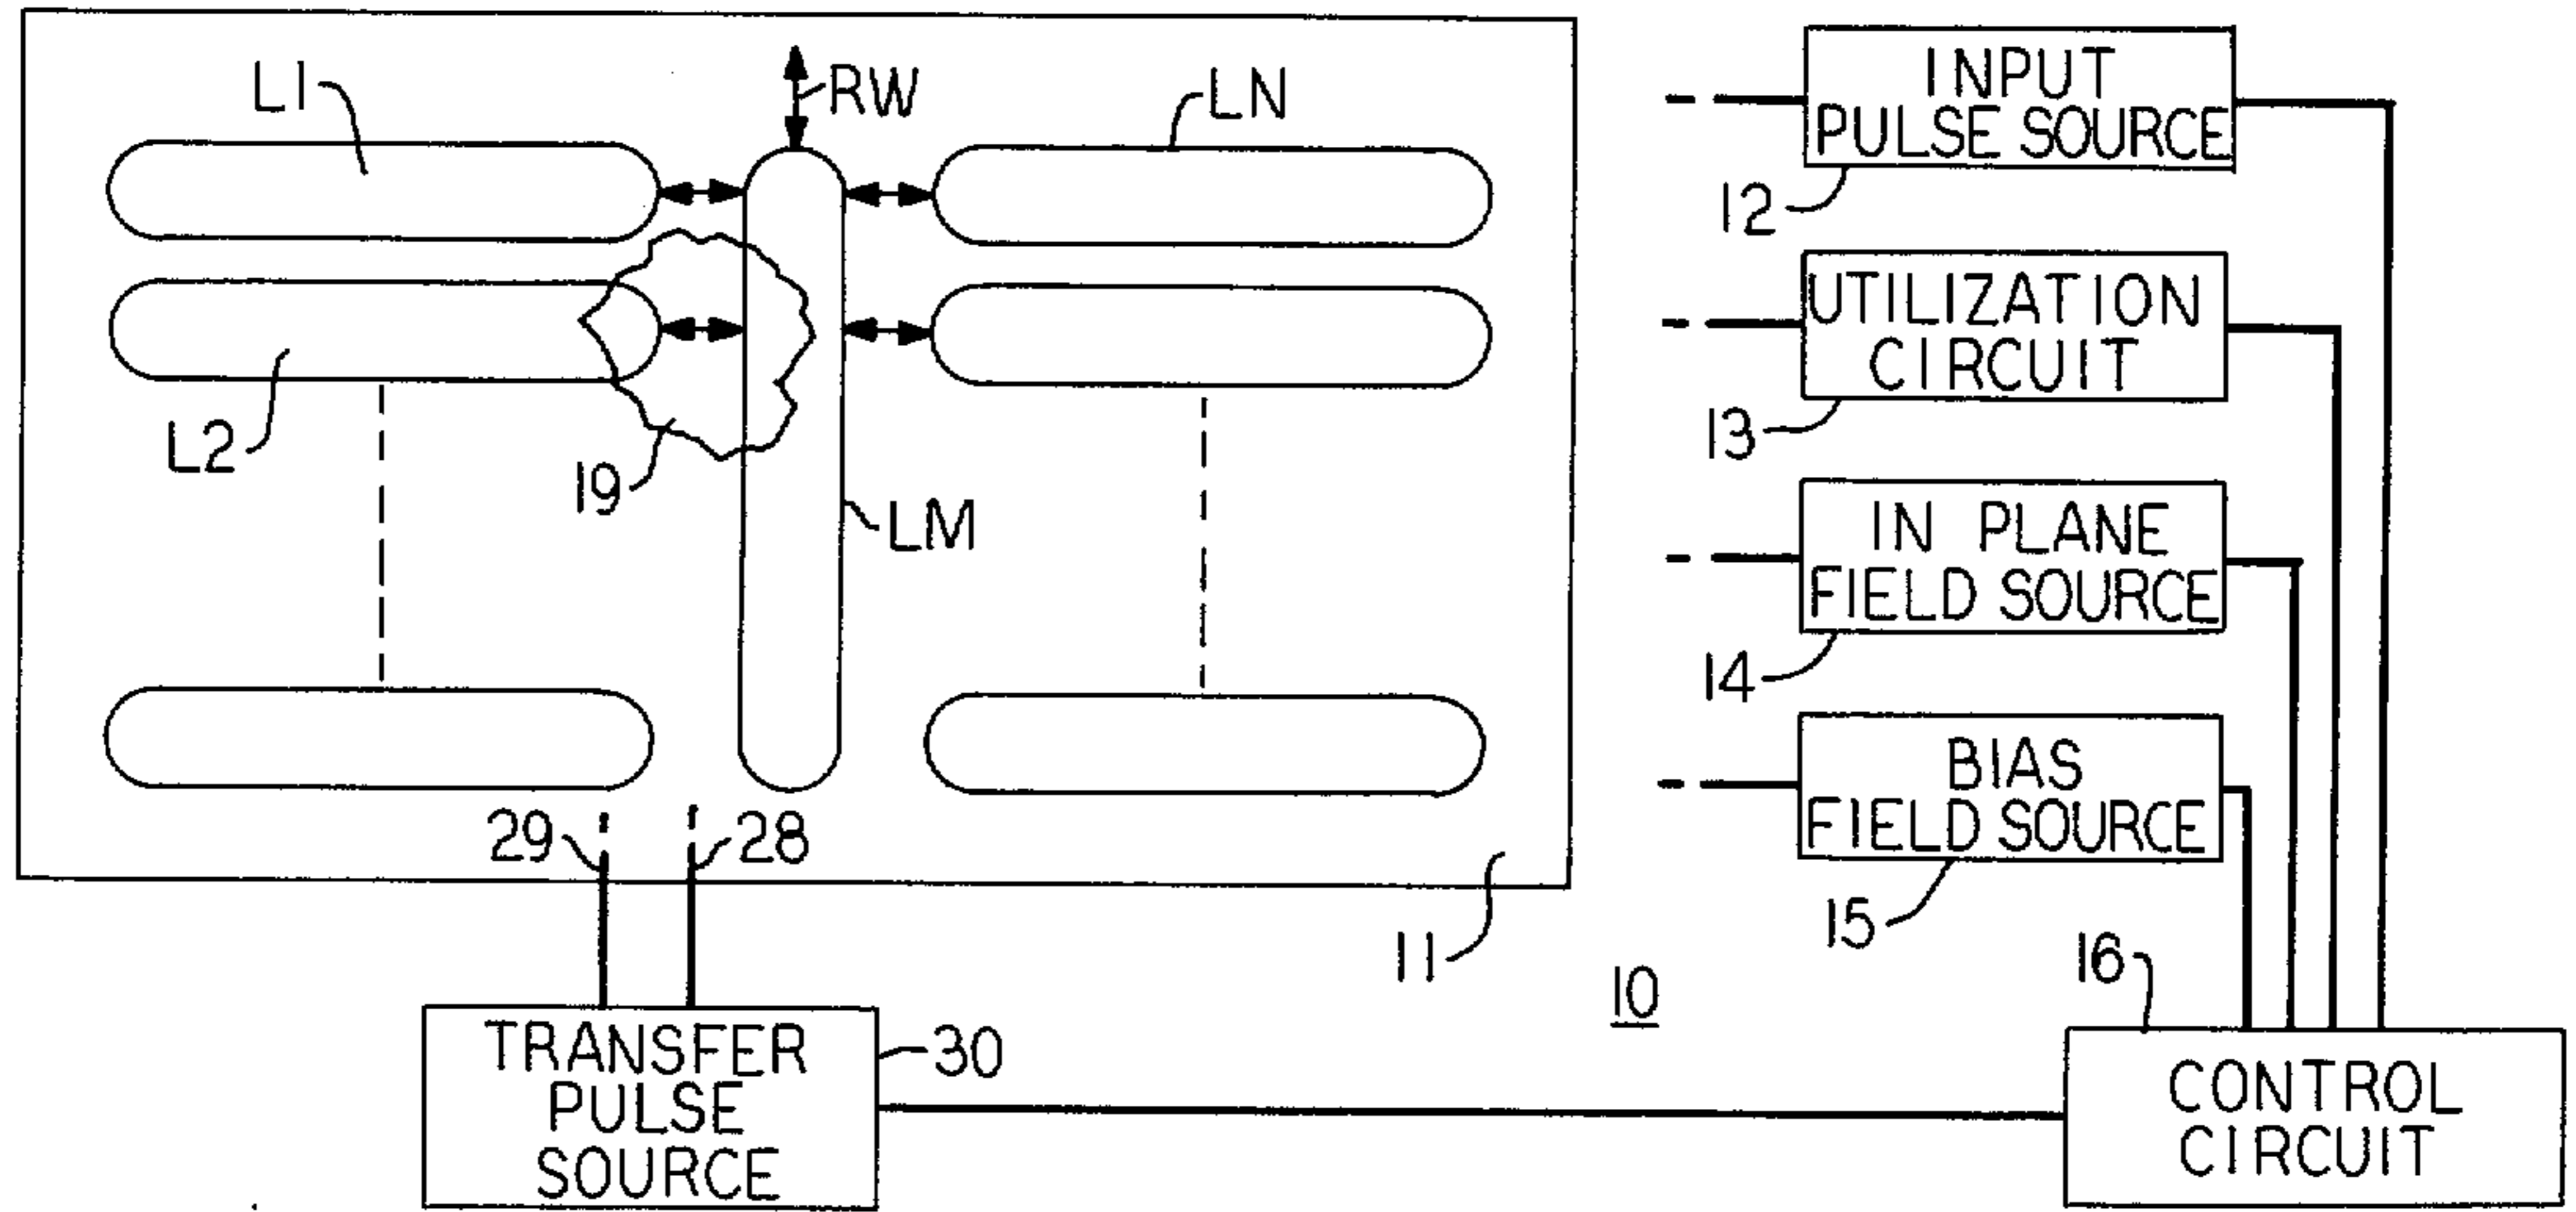 L1
RW
LN
INPUT
PULSE SOURCE
12
UTILIZATION
CIRCUIT
13
L2
19
LM
IN PLANE
FIELD SOURCE
14
BIAS
FIELD SOURCE
15
29
28
11
10
16
TRANSFER
PULSE
SOURCE
30
CONTROL
CIRCUIT